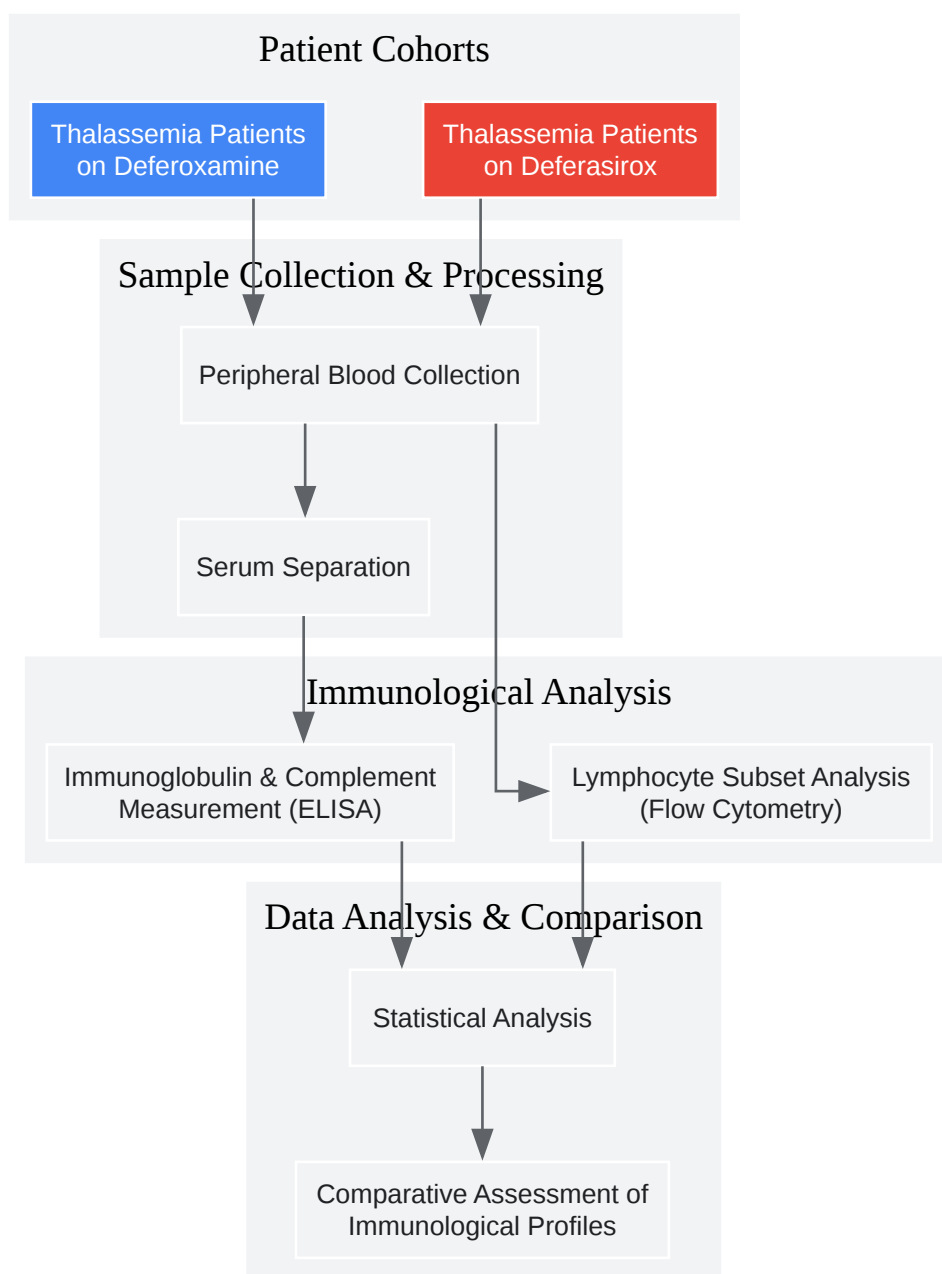 Patient Cohorts
Thalassemia Patients
on Deferoxamine
Thalassemia Patients
on Deferasirox
Sample Collection & Processing
Peripheral Blood Collection
Serum Separation
Immunological Analysis
Immunoglobulin & Complement
Measurement (ELISA)
Lymphocyte Subset Analysis
(Flow Cytometry)
Data Analysis & Comparison
Statistical Analysis
Comparative Assessment of
Immunological Profiles